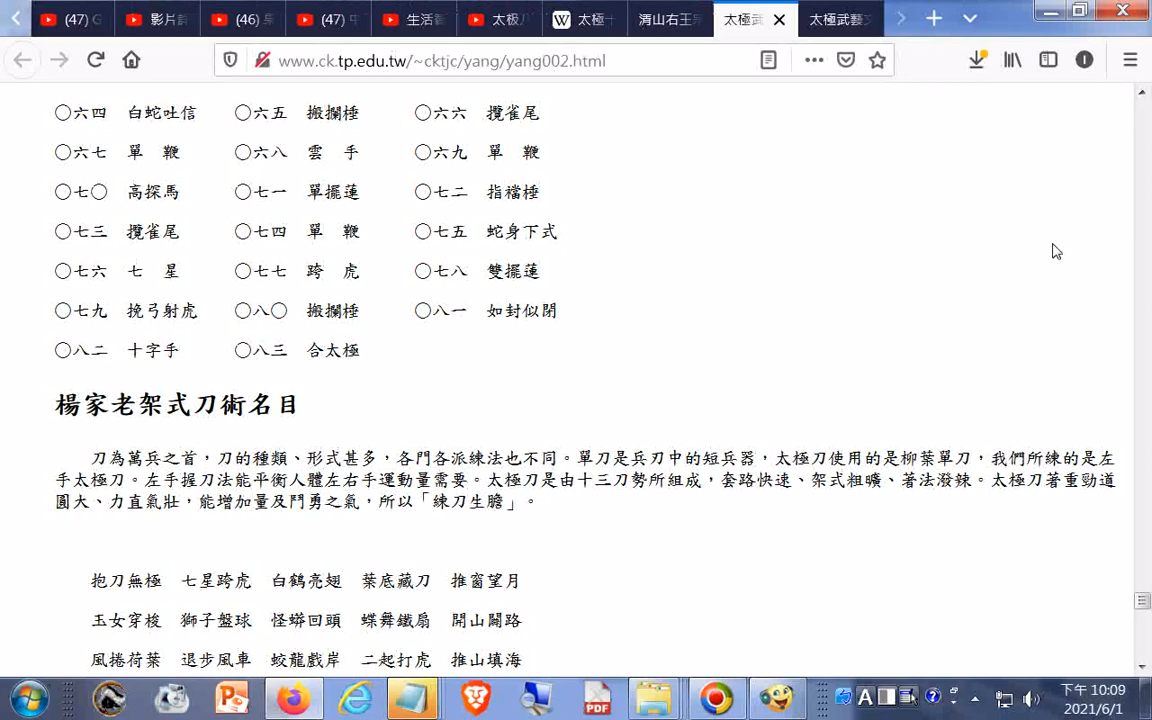 (47) G
影片
(46)
(47)
生活
太极
太極
清山右王
太極武
太極武藝
www.ck.tp.edu.tw/~cktjc/yang/yang002.html
◯六四 白蛇吐信 ◯六五 搬攔棰 ◯六六 攬雀尾
◯六七 單 鞭 ◯六八 雲 手 ◯六九 單 鞭
◯七◯ 高探馬 ◯七一 單擺蓮 ◯七二 指襠棰
◯七三 攬雀尾 ◯七四 單 鞭 ◯七五 蛇身下式
◯七六 七 星 ◯七七 跨 虎 ◯七八 雙擺蓮
◯七九 挽弓射虎 ◯八◯ 搬攔棰 ◯八一 如封似閉
◯八二 十字手 ◯八三 合太極
楊家老架式刀術名目
刀為萬兵之首，刀的種類、形式甚多，各門各派練法也不同。單刀是兵刃中的短兵器，太極刀使用的是柳葉單刀，我們所練的是左
手太極刀。左手握刀法能平衡人體左右手運動量需要。太極刀是由十三刀勢所組成，套路快速、架式粗曠、著法潑辣。太極刀著重勁道
圓大、力直氣壯，能增加量及鬥勇之氣，所以「練刀生膽」。
抱刀無極 七星跨虎 白鶴亮翅 葉底藏刀 推窗望月
玉女穿梭 獅子盤球 怪蟒回頭 蝶舞鐵扇 開山闢路
風捲荷葉 退步風車 蛟龍戲岸 二起打虎 推山填海
下午 10:09
2021/6/1